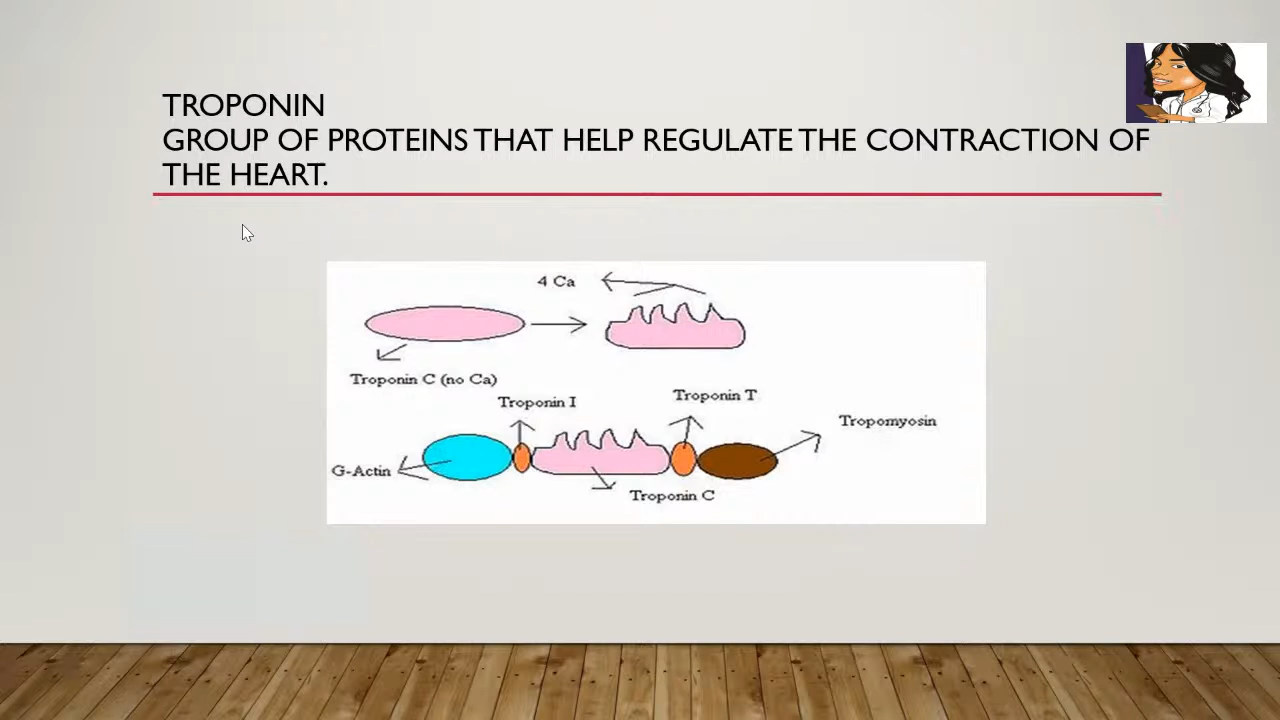 TROPONIN
GROUP OF PROTEINS THAT HELP REGULATE THE CONTRACTION OF
THE HEART.
4 Ca
Troponin C (no Ca)
Troponin I
Troponin T
Tropomyosin
G-Actin
Troponin C